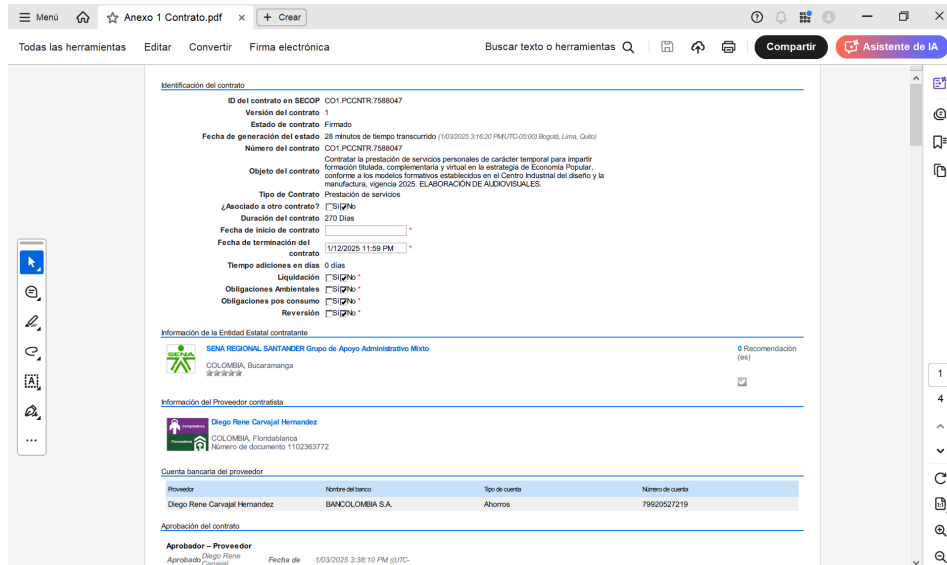 Menú
Anexo 1 Contrato.pdf
Crear
Todas las herramientas
Editar
Convertir
Firma electrónica
Buscar texto o herramientas
Compartir
Asistente de IA
Identificación del contrato
ID del contrato en SECOP CO1.PCCNTR.7588047
Versión del contrato 1
Estado de contrato Firmado
Fecha de generación del estado 28 minutos de tiempo transcurrido (1/03/2025 3:16:20 PM(UTC-05:00) Bogotá, Lima, Quito)
Número del contrato CO1.PCCNTR.7588047
Objeto del contrato Contratar la prestación de servicios personales de carácter temporal para impartir
formación titulada, complementaria y virtual en la estrategia de Economía Popular,
conforme a los modelos formativos establecidos en el Centro Industrial del diseño y la
manufactura, vigencia 2025. ELABORACIÓN DE AUDIOVISUALES.
Tipo de Contrato Prestación de servicios
¿Asociado a otro contrato? Sí No
Duración del contrato 270 Días
Fecha de inicio de contrato *
Fecha de terminación del contrato 1/12/2025 11:59 PM *
Tiempo adiciones en días 0 días
Liquidación Sí No *
Obligaciones Ambientales Sí No *
Obligaciones pos consumo Sí No *
Reversión Sí No *
Información de la Entidad Estatal contratante
SENA
SENA REGIONAL SANTANDER Grupo de Apoyo Administrativo Mixto
COLOMBIA, Bucaramanga
0 Recomendación
(es)
Información del Proveedor contratista
Diego Rene Carvajal Hernandez
COLOMBIA, Floridablanca
Número de documento 1102363772
Cuenta bancaria del proveedor
Proveedor Nombre del banco Tipo de cuenta Número de cuenta
Diego Rene Carvajal Hernandez BANCOLOMBIA S.A. Ahorros 79920527219
Aprobación del contrato
Aprobador – Proveedor
Aprobado Diego Rene Fecha de 1/03/2025 3:38:10 PM ((UTC-
1
4